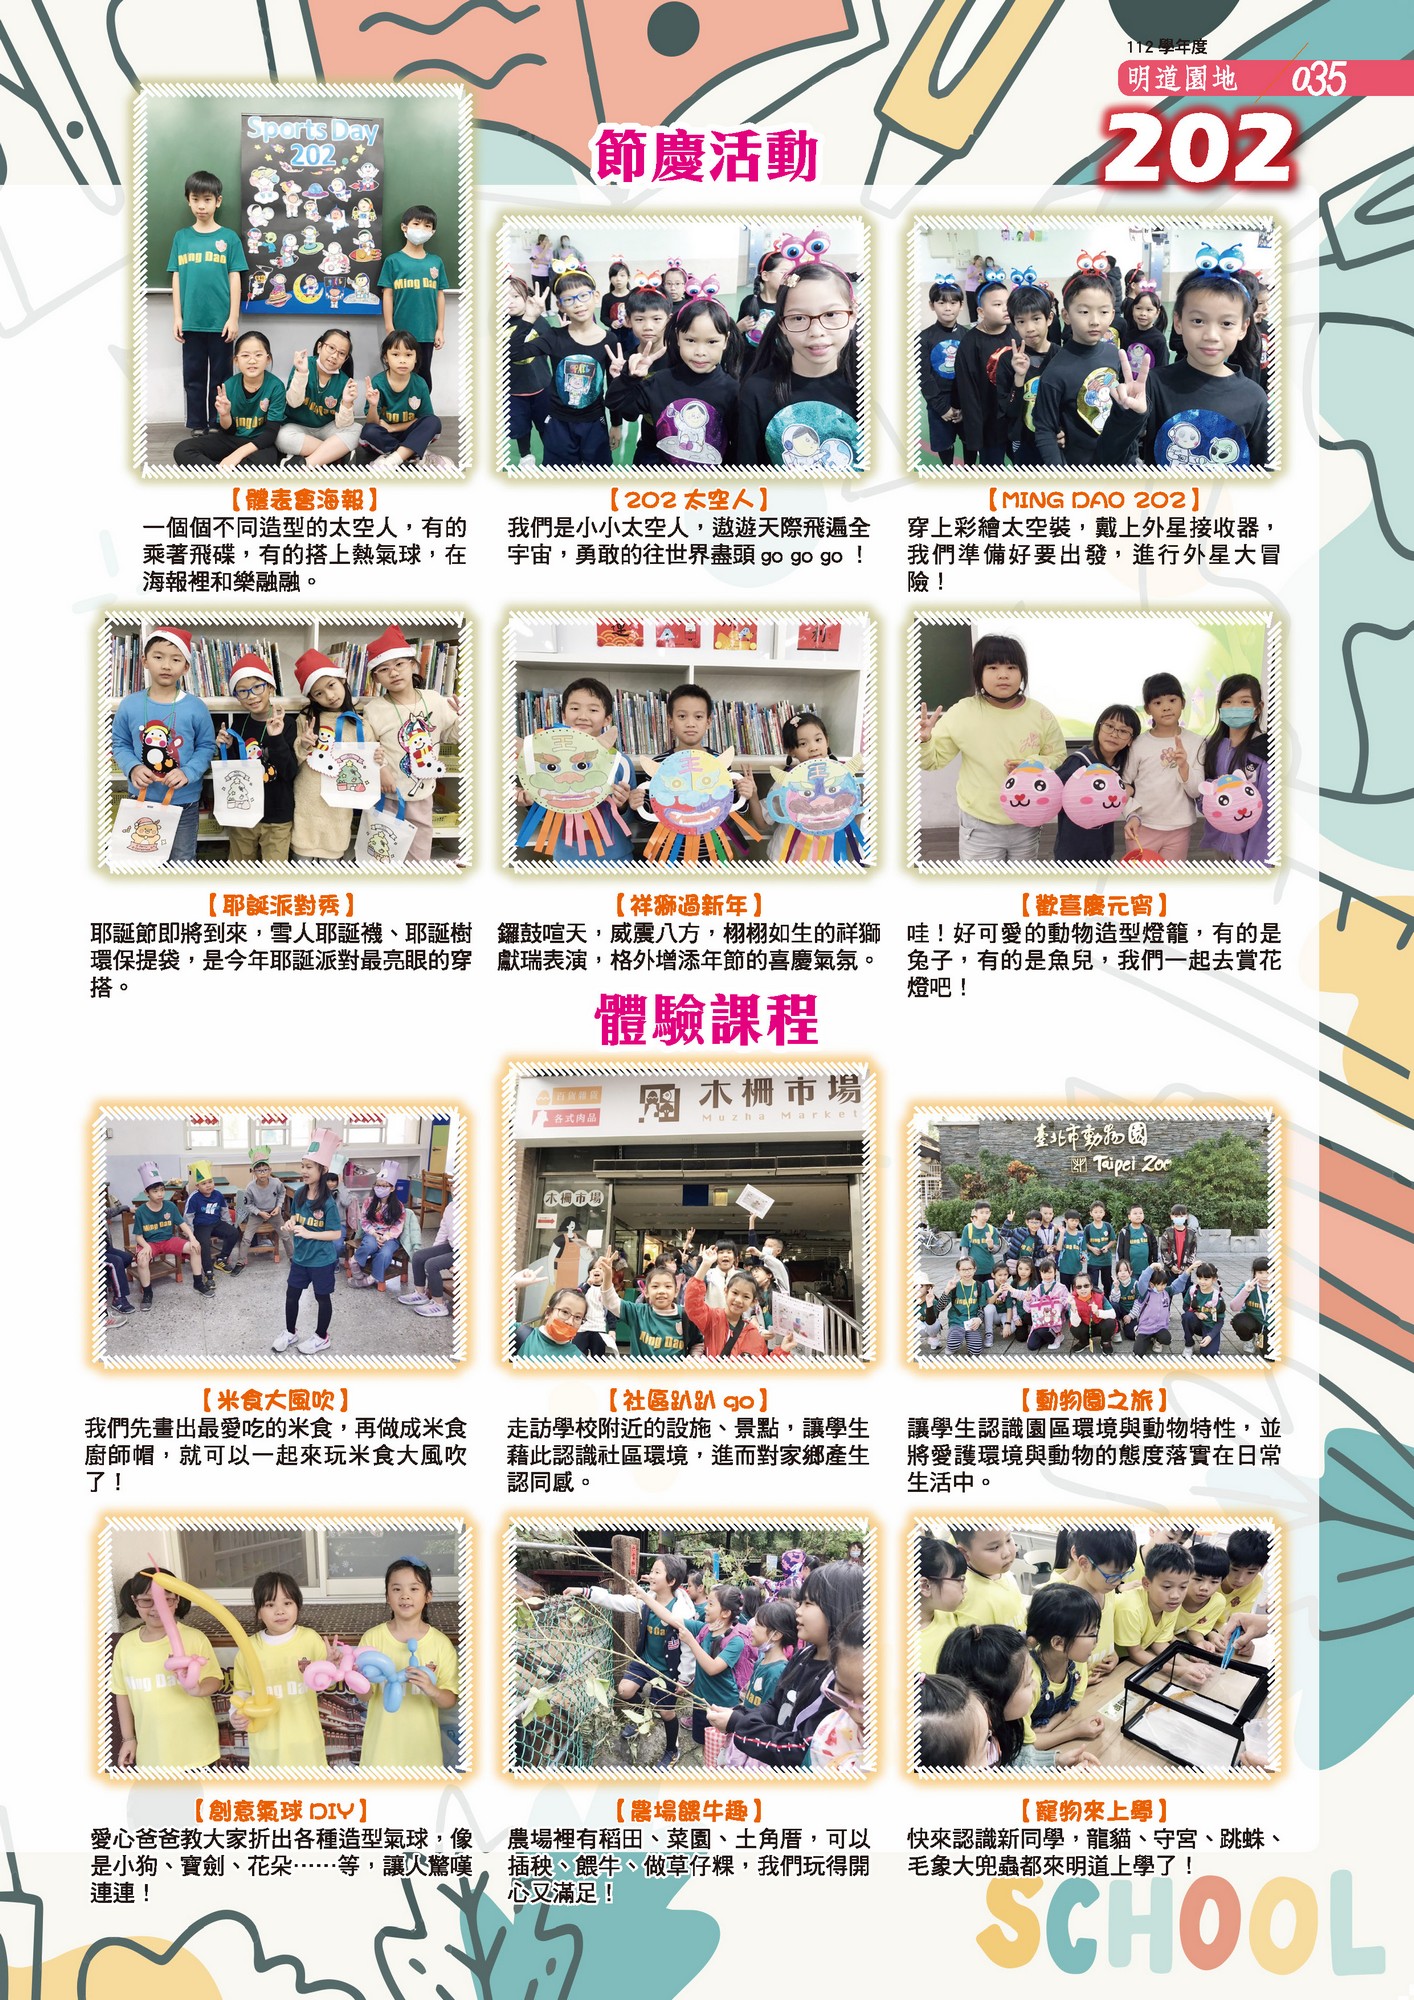 112 學年度
明道園地 035
202
節慶活動
Sports Day
202
Ming Dao
Ming Dao
【體表會海報】
一個個不同造型的太空人，有的
乘著飛碟，有的搭上熱氣球，在
海報裡和樂融融。
【202 太空人】
我們是小小太空人，遨遊天際飛遍全
宇宙，勇敢的往世界盡頭 go go go ！
【MING DAO 202】
穿上彩繪太空裝，戴上外星接收器，
我們準備好要出發，進行外星大冒
險！
【耶誕派對秀】
耶誕節即將到來，雪人耶誕襪、耶誕樹
環保提袋，是今年耶誕派對最亮眼的穿
搭。
王
王
王
【祥獅過新年】
鑼鼓喧天，威震八方，栩栩如生的祥獅
獻瑞表演，格外增添年節的喜慶氣氛。
【歡喜慶元宵】
哇！好可愛的動物造型燈籠，有的是
兔子，有的是魚兒，我們一起去賞花
燈吧！
體驗課程
【米食大風吹】
我們先畫出最愛吃的米食，再做成米食
廚師帽，就可以一起來玩米食大風吹
了！
百貨雜貨
各式肉品
木柵市場
Muzha Market
木柵市場
Ming Dao
【社區趴趴 go】
走訪學校附近的設施、景點，讓學生
藉此認識社區環境，進而對家鄉產生
認同感。
臺北市動物園
Taipei Zoo
【動物園之旅】
讓學生認識園區環境與動物特性，並
將愛護環境與動物的態度落實在日常
生活中。
【創意氣球 DIY】
愛心爸爸教大家折出各種造型氣球，像
是小狗、寶劍、花朵⋯⋯等，讓人驚嘆
連連！
【農場餵牛趣】
農場裡有稻田、菜園、土角厝，可以
插秧、餵牛、做草仔粿，我們玩得開
心又滿足！
【寵物來上學】
快來認識新同學，龍貓、守宮、跳蛛、
毛象大兜蟲都來明道上學了！
SCHOOL